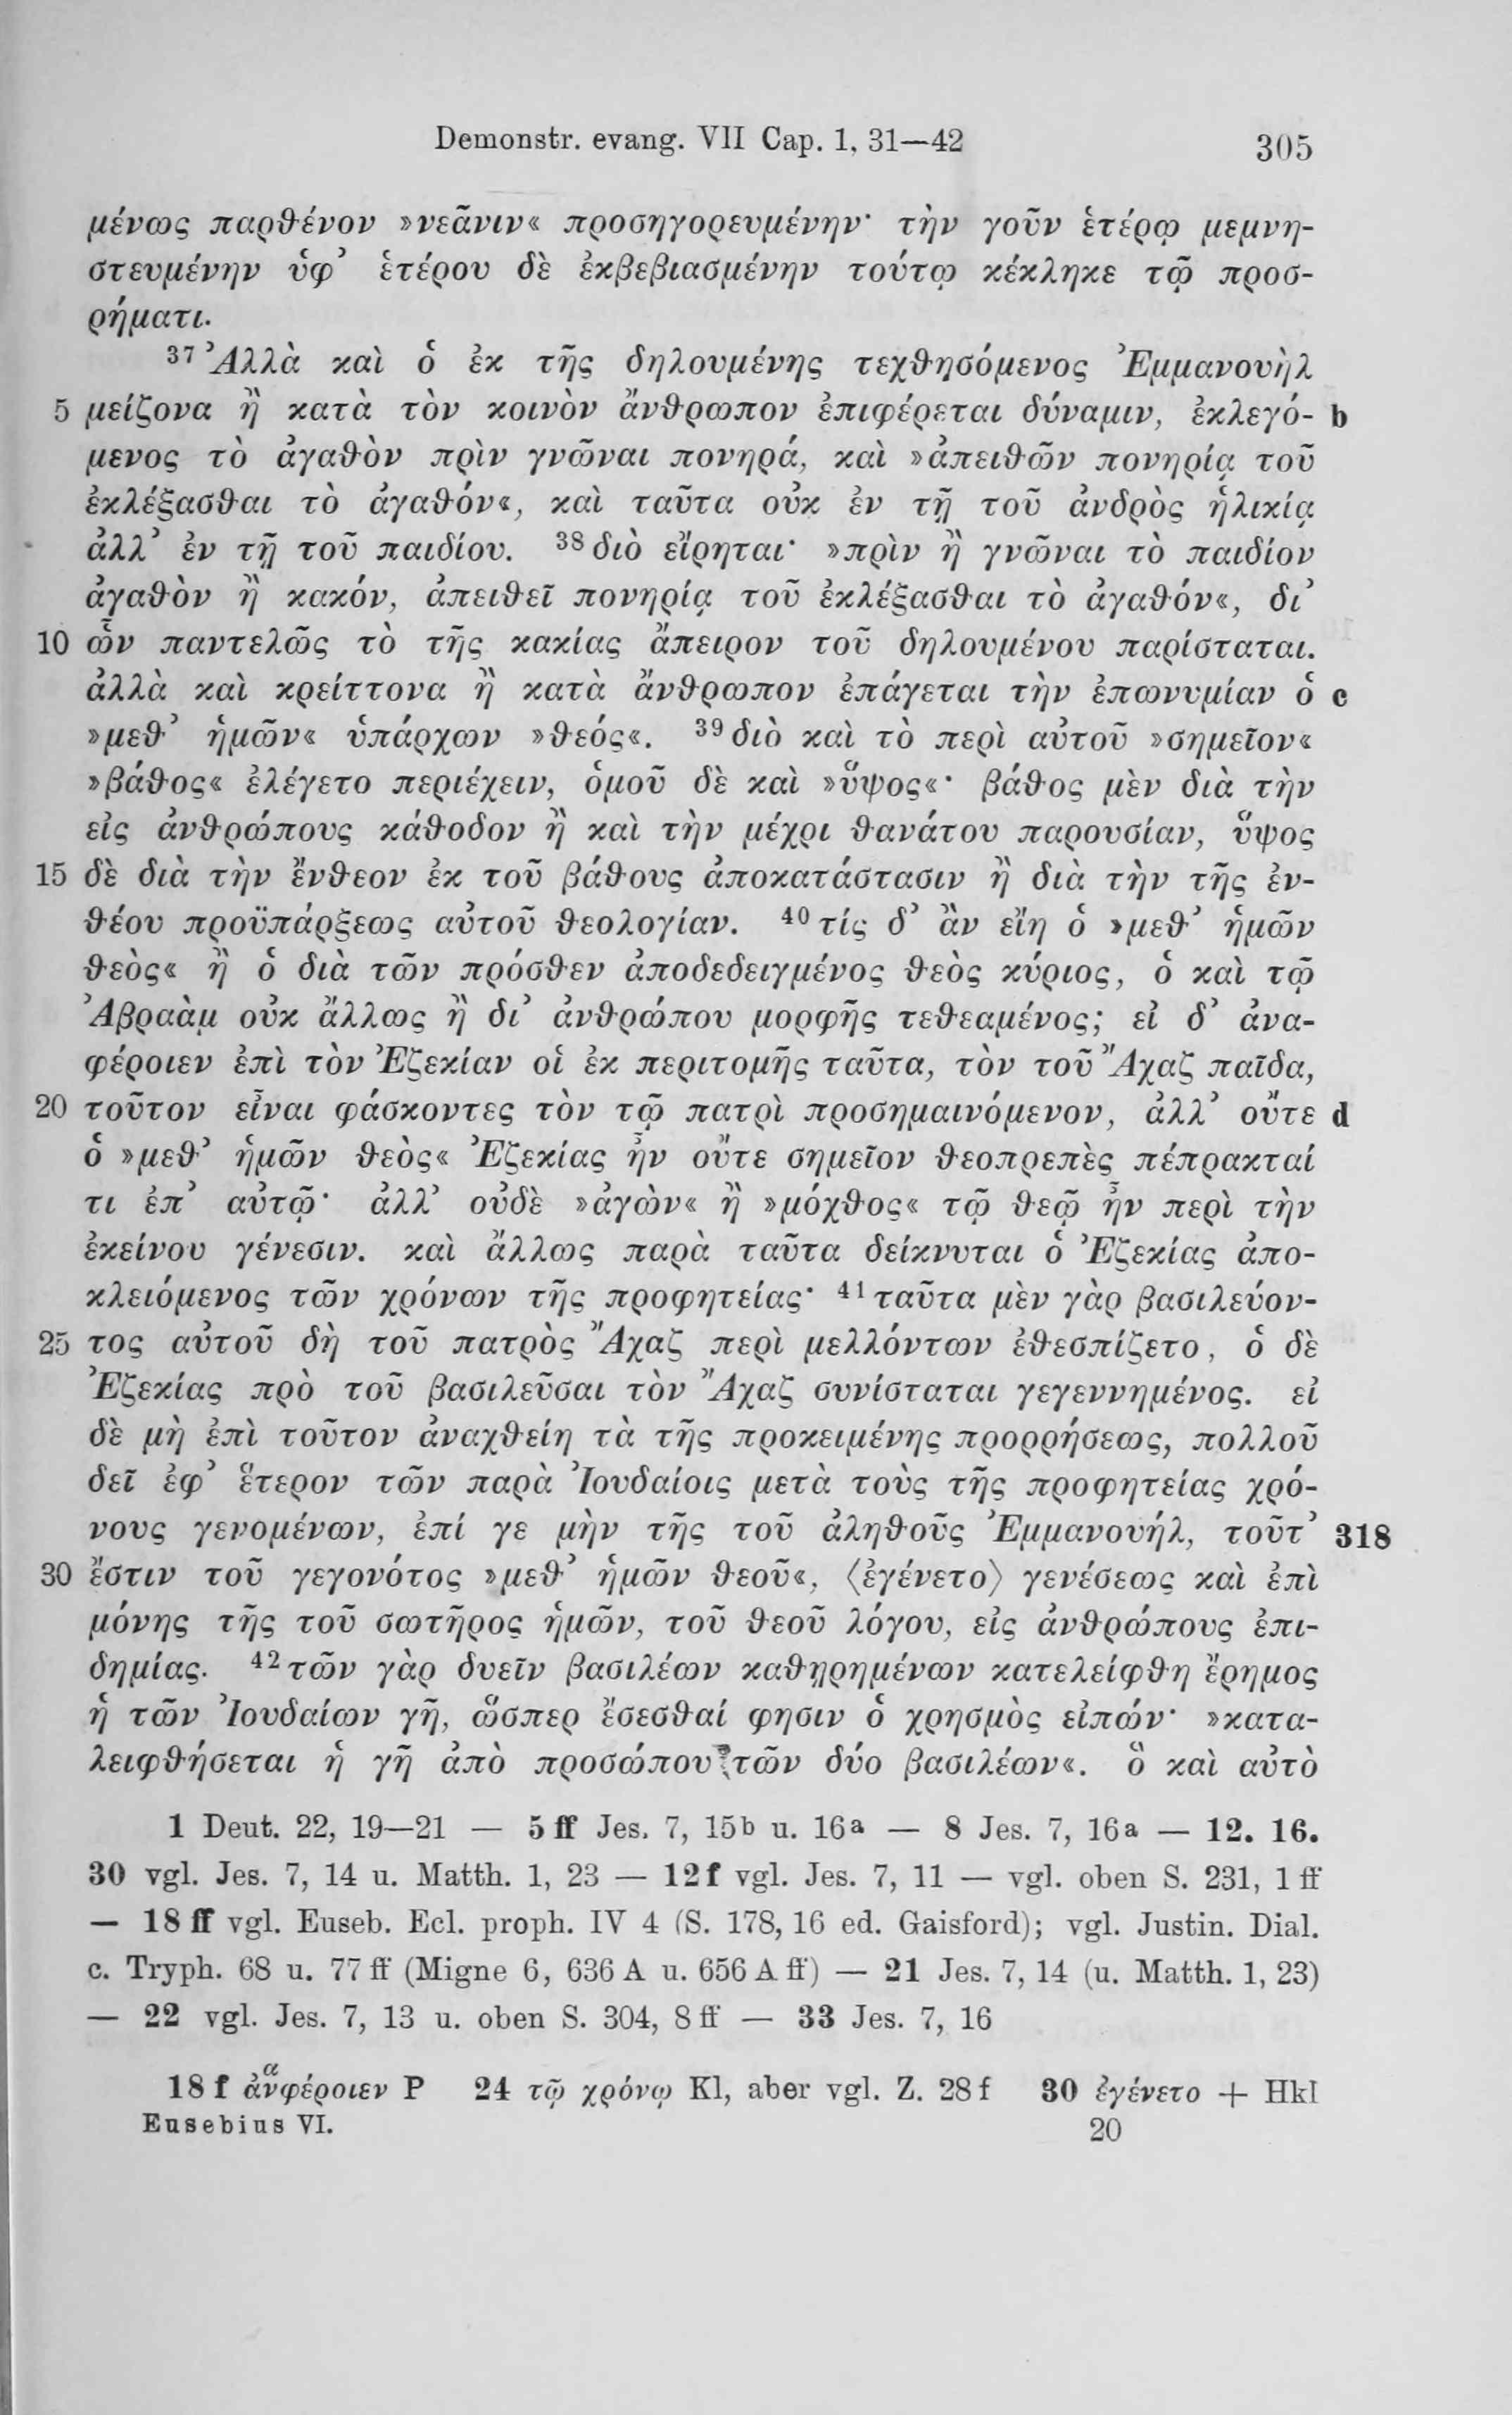 Demonstr. evang. VII Cap. 1, 31—42 305
μένως παρθένον »νεᾶνιν« προσηγορευμένην· τὴν γοῦν ἑτέρῳ μεμνη-
στευμένην ὑφ’ ἑτέρου δὲ ἐκβεβιασμένην τούτῳ κέκληκε τῷ προσ-
ρήματι.
³⁷ Ἀλλὰ καὶ ὁ ἐκ τῆς δηλουμένης τεχθησόμενος Ἐμμανουὴλ
5 μείζονα ἢ κατὰ τὸν κοινὸν ἄνθρωπον ἐπιφέρεται δύναμιν, ἐκλεγό- b
μενος τὸ ἀγαθὸν πρὶν γνῶναι πονηρά, καὶ »ἀπειθῶν πονηρίᾳ τοῦ
ἐκλέξασθαι τὸ ἀγαθόν«, καὶ ταῦτα οὐκ ἐν τῇ τοῦ ἀνδρὸς ἡλικίᾳ
ἀλλ’ ἐν τῇ τοῦ παιδίου. ³⁸ διὸ εἴρηται· »πρὶν ἢ γνῶναι τὸ παιδίον
ἀγαθὸν ἢ κακόν, ἀπειθεῖ πονηρίᾳ τοῦ ἐκλέξασθαι τὸ ἀγαθόν«, δι’
10 ὧν παντελῶς τὸ τῆς κακίας ἄπειρον τοῦ δηλουμένου παρίσταται.
ἀλλὰ καὶ κρείττονα ἢ κατὰ ἄνθρωπον ἐπάγεται τὴν ἐπωνυμίαν ὁ c
»μεθ’ ἡμῶν« ὑπάρχων »θεός«. ³⁹ διὸ καὶ τὸ περὶ αὐτοῦ »σημεῖον«
»βάθος« ἐλέγετο περιέχειν, ὁμοῦ δὲ καὶ »ὕψος«· βάθος μὲν διὰ τὴν
εἰς ἀνθρώπους κάθοδον ἢ καὶ τὴν μέχρι θανάτου παρουσίαν, ὕψος
15 δὲ διὰ τὴν ἔνθεον ἐκ τοῦ βάθους ἀποκατάστασιν ἢ διὰ τὴν τῆς ἐν-
θέου προϋπάρξεως αὐτοῦ θεολογίαν. ⁴⁰ τίς δ’ ἂν εἴη ὁ »μεθ’ ἡμῶν
θεὸς« ἢ ὁ διὰ τῶν πρόσθεν ἀποδεδειγμένος θεὸς κύριος, ὁ καὶ τῷ
Ἀβραὰμ οὐκ ἄλλως ἢ δι’ ἀνθρώπου μορφῆς τεθεαμένος; εἰ δ’ ἀνα-
φέροιεν ἐπὶ τὸν Ἐζεκίαν οἱ ἐκ περιτομῆς ταῦτα, τὸν τοῦ Ἄχαζ παῖδα,
20 τοῦτον εἶναι φάσκοντες τὸν τῷ πατρὶ προσημαινόμενον, ἀλλ’ οὔτε d
ὁ »μεθ’ ἡμῶν θεὸς« Ἐζεκίας ἦν οὔτε σημεῖον θεοπρεπὲς πέπρακταί
τι ἐπ’ αὐτῷ· ἀλλ’ οὐδὲ »ἀγὼν« ἢ »μόχθος« τῷ θεῷ ἦν περὶ τὴν
ἐκείνου γένεσιν. καὶ ἄλλως παρὰ ταῦτα δείκνυται ὁ Ἐζεκίας ἀπο-
κλειόμενος τῶν χρόνων τῆς προφητείας· ⁴¹ ταῦτα μὲν γὰρ βασιλεύον-
25 τος αὐτοῦ δὴ τοῦ πατρὸς Ἄχαζ περὶ μελλόντων ἐθεσπίζετο, ὁ δὲ
Ἐζεκίας πρὸ τοῦ βασιλεῦσαι τὸν Ἄχαζ συνίσταται γεγεννημένος. εἰ
δὲ μὴ ἐπὶ τοῦτον ἀναχθείη τὰ τῆς προκειμένης προρρήσεως, πολλοῦ
δεῖ ἐφ’ ἕτερον τῶν παρὰ Ἰουδαίοις μετὰ τοὺς τῆς προφητείας χρό-
νους γενομένων, ἐπί γε μὴν τῆς τοῦ ἀληθοῦς Ἐμμανουήλ, τοῦτ’ 318
30 ἔστιν τοῦ γεγονότος »μεθ’ ἡμῶν θεοῦ«, ⟨ἐγένετο⟩ γενέσεως καὶ ἐπὶ
μόνης τῆς τοῦ σωτῆρος ἡμῶν, τοῦ θεοῦ λόγου, εἰς ἀνθρώπους ἐπι-
δημίας. ⁴² τῶν γὰρ δυεῖν βασιλέων καθῃρημένων κατελείφθη ἔρημος
ἡ τῶν Ἰουδαίων γῆ, ὥσπερ ἔσεσθαί φησιν ὁ χρησμὸς εἰπών· »κατα-
λειφθήσεται ἡ γῆ ἀπὸ προσώπου τῶν δύο βασιλέων«. ὃ καὶ αὐτὸ
1 Deut. 22, 19—21 — 5 ff Jes. 7, 15b u. 16a — 8 Jes. 7, 16a — 12. 16.
30 vgl. Jes. 7, 14 u. Matth. 1, 23 — 12 f vgl. Jes. 7, 11 — vgl. oben S. 231, 1 ff
— 18 ff vgl. Euseb. Ecl. proph. IV 4 (S. 178, 16 ed. Gaisford); vgl. Justin. Dial.
c. Tryph. 68 u. 77 ff (Migne 6, 636 A u. 656 A ff) — 21 Jes. 7, 14 (u. Matth. 1, 23)
— 22 vgl. Jes. 7, 13 u. oben S. 304, 8 ff — 33 Jes. 7, 16
18 f ἀνᾰφέροιεν P 24 τῷ χρόνῳ Kl, aber vgl. Z. 28 f 30 ἐγένετο + Hkl
Eusebius VI. 20